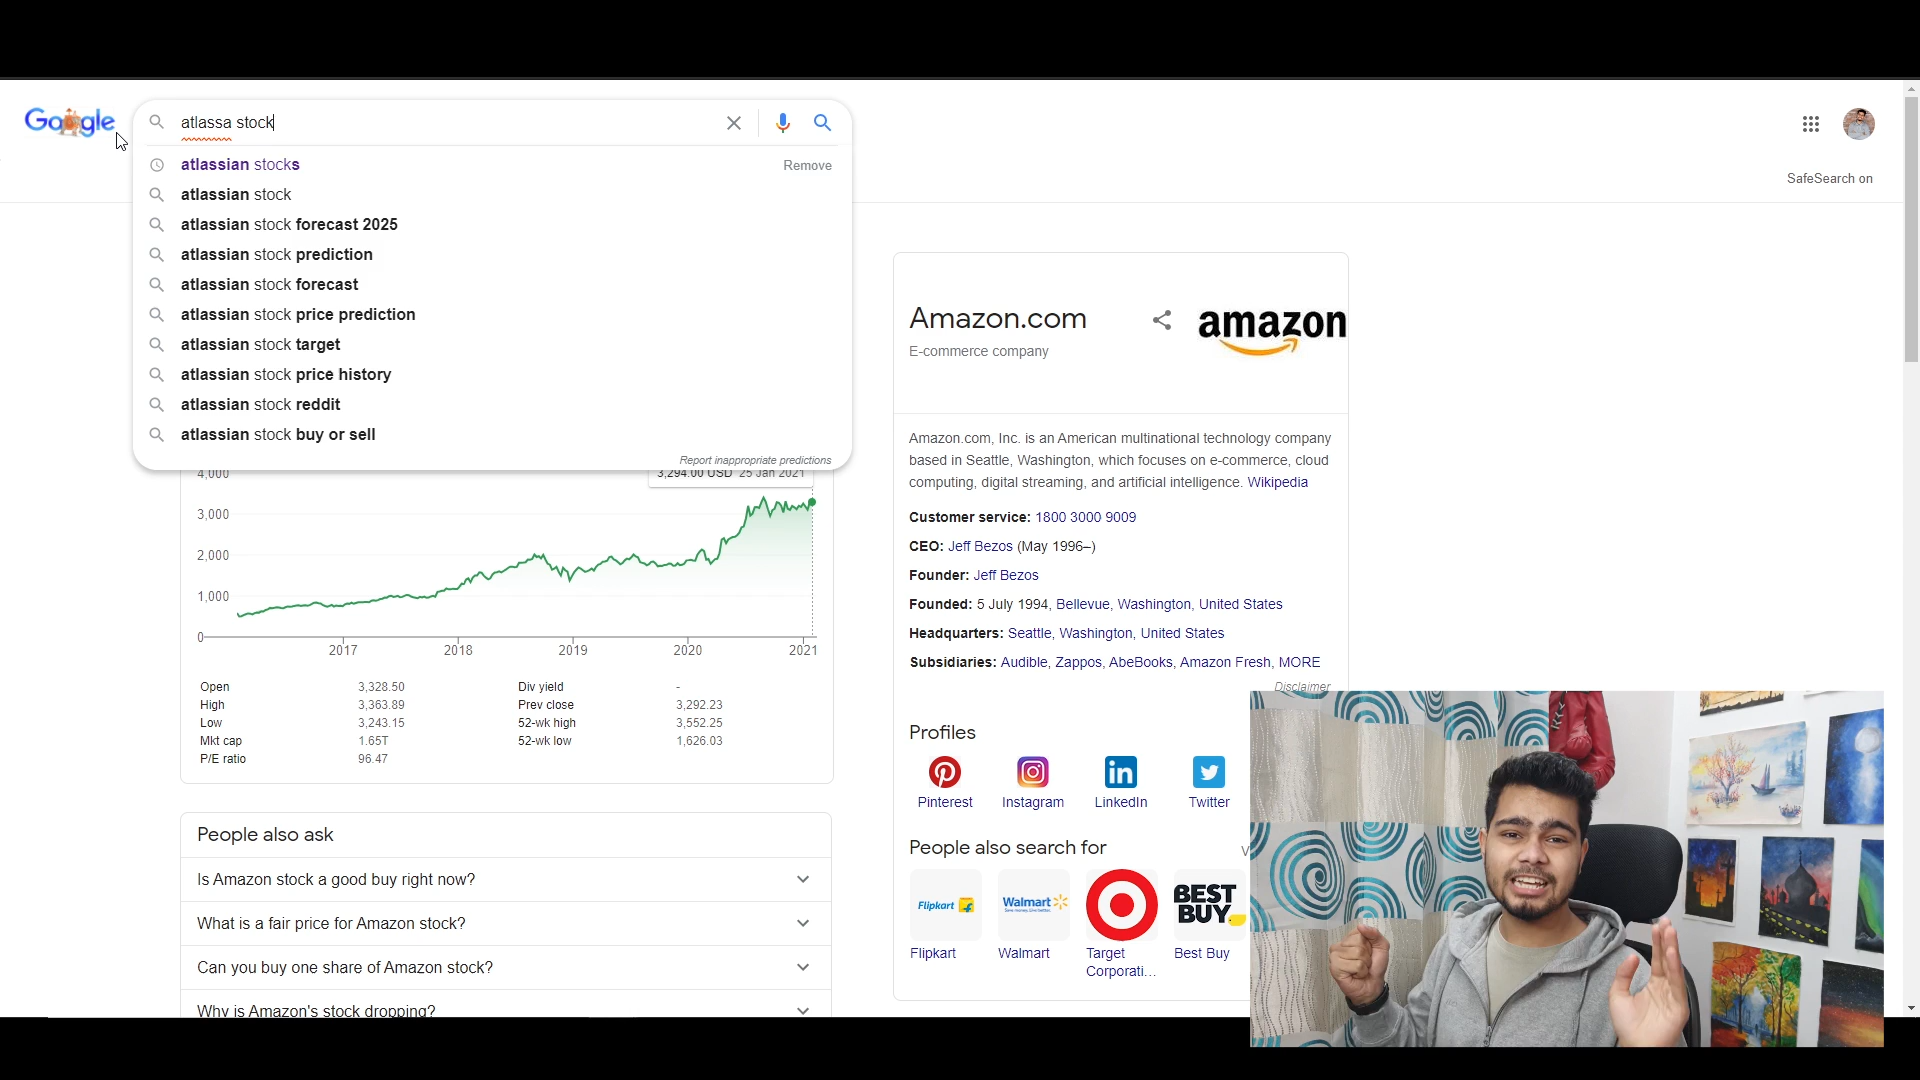 Google
atlassa stock
atlassian stocks
Remove
atlassian stock
atlassian stock forecast 2025
atlassian stock prediction
atlassian stock forecast
atlassian stock price prediction
atlassian stock target
atlassian stock price history
atlassian stock reddit
atlassian stock buy or sell
Report inappropriate predictions
SafeSearch on
4,000
3,294.00 USD 25 Jan 2021
3,000
2,000
1,000
0
2017 2018 2019 2020 2021
Open 3,328.50 Div yield -
High 3,363.89 Prev close 3,292.23
Low 3,243.15 52-wk high 3,552.25
Mkt cap 1.65T 52-wk low 1,626.03
P/E ratio 96.47
People also ask
Is Amazon stock a good buy right now?
What is a fair price for Amazon stock?
Can you buy one share of Amazon stock?
Why is Amazon's stock dropping?
Amazon.com
E-commerce company
amazon
Amazon.com, Inc. is an American multinational technology company
based in Seattle, Washington, which focuses on e-commerce, cloud
computing, digital streaming, and artificial intelligence. Wikipedia
Customer service: 1800 3000 9009
CEO: Jeff Bezos (May 1996–)
Founder: Jeff Bezos
Founded: 5 July 1994, Bellevue, Washington, United States
Headquarters: Seattle, Washington, United States
Subsidiaries: Audible, Zappos, AbeBooks, Amazon Fresh, MORE
Disclaimer
Profiles
Pinterest Instagram LinkedIn Twitter
People also search for
Flipkart
Walmart
BEST
BUY
Flipkart Walmart Target Best Buy
Corporati...